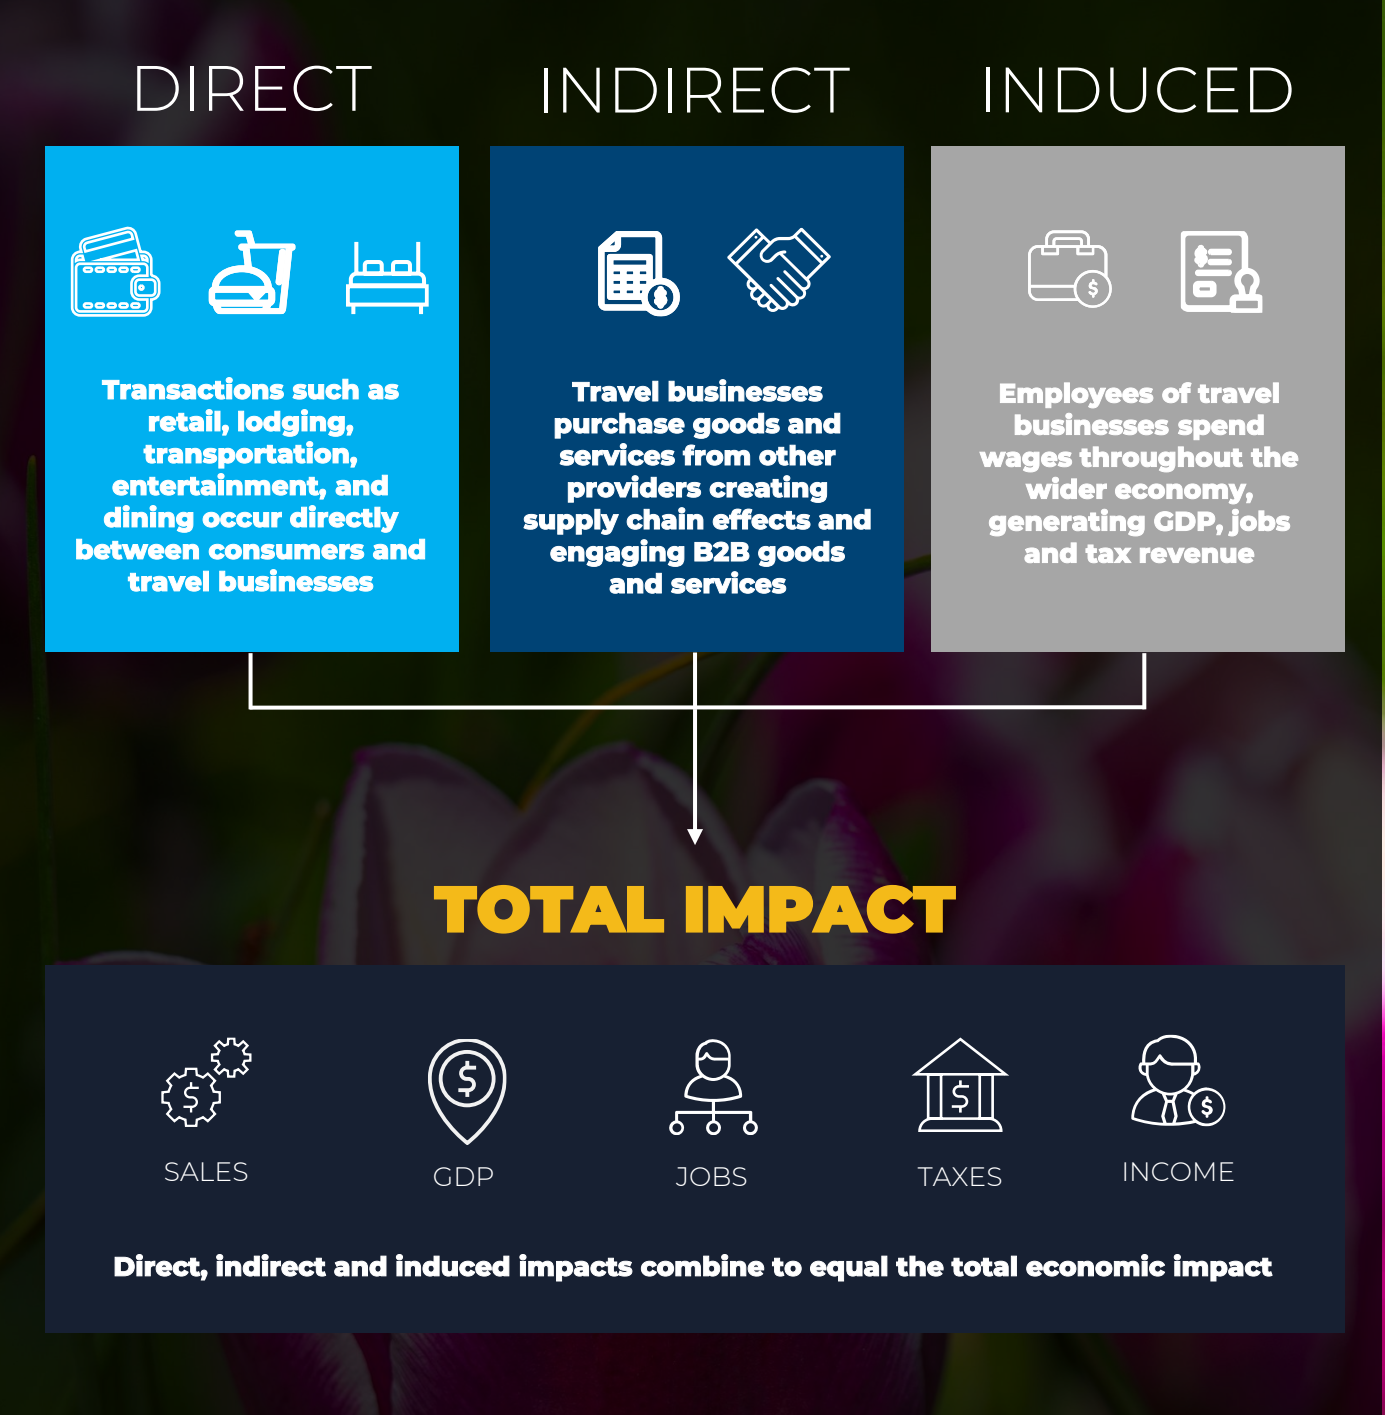 DIRECT
Transactions such as
retail, lodging,
transportation,
entertainment, and
dining occur directly
between consumers and
travel businesses
INDIRECT
Travel businesses
purchase goods and
services from other
providers creating
supply chain effects and
engaging B2B goods
and services
INDUCED
Employees of travel
businesses spend
wages throughout the
wider economy,
generating GDP, jobs
and tax revenue
TOTAL IMPACT
SALES
GDP
JOBS
TAXES
INCOME
Direct, indirect and induced impacts combine to equal the total economic impact